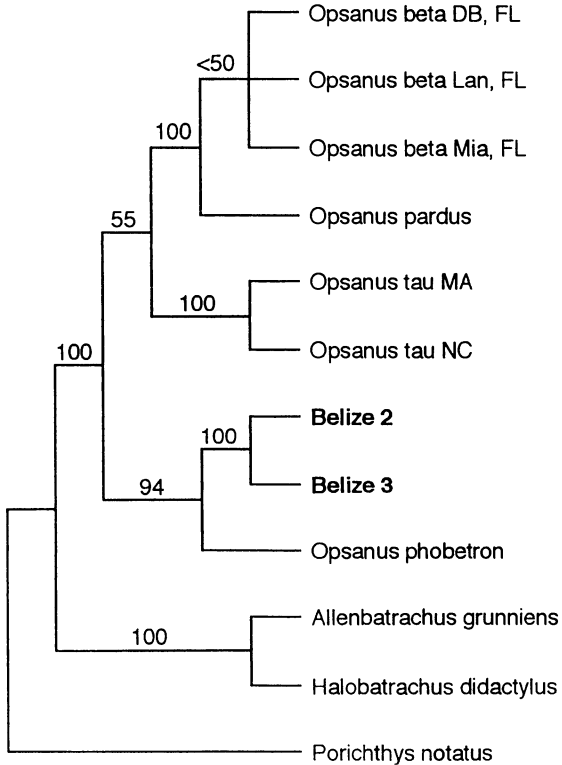 Opsanus beta DB, FL
<50
Opsanus beta Lan, FL
100
Opsanus beta Mia, FL
55
Opsanus pardus
Opsanus tau MA
100
Opsanus tau NC
100
Belize 2
100
Belize 3
94
Opsanus phobetron
Allenbatrachus grunniens
100
Halobatrachus didactylus
Porichthys notatus